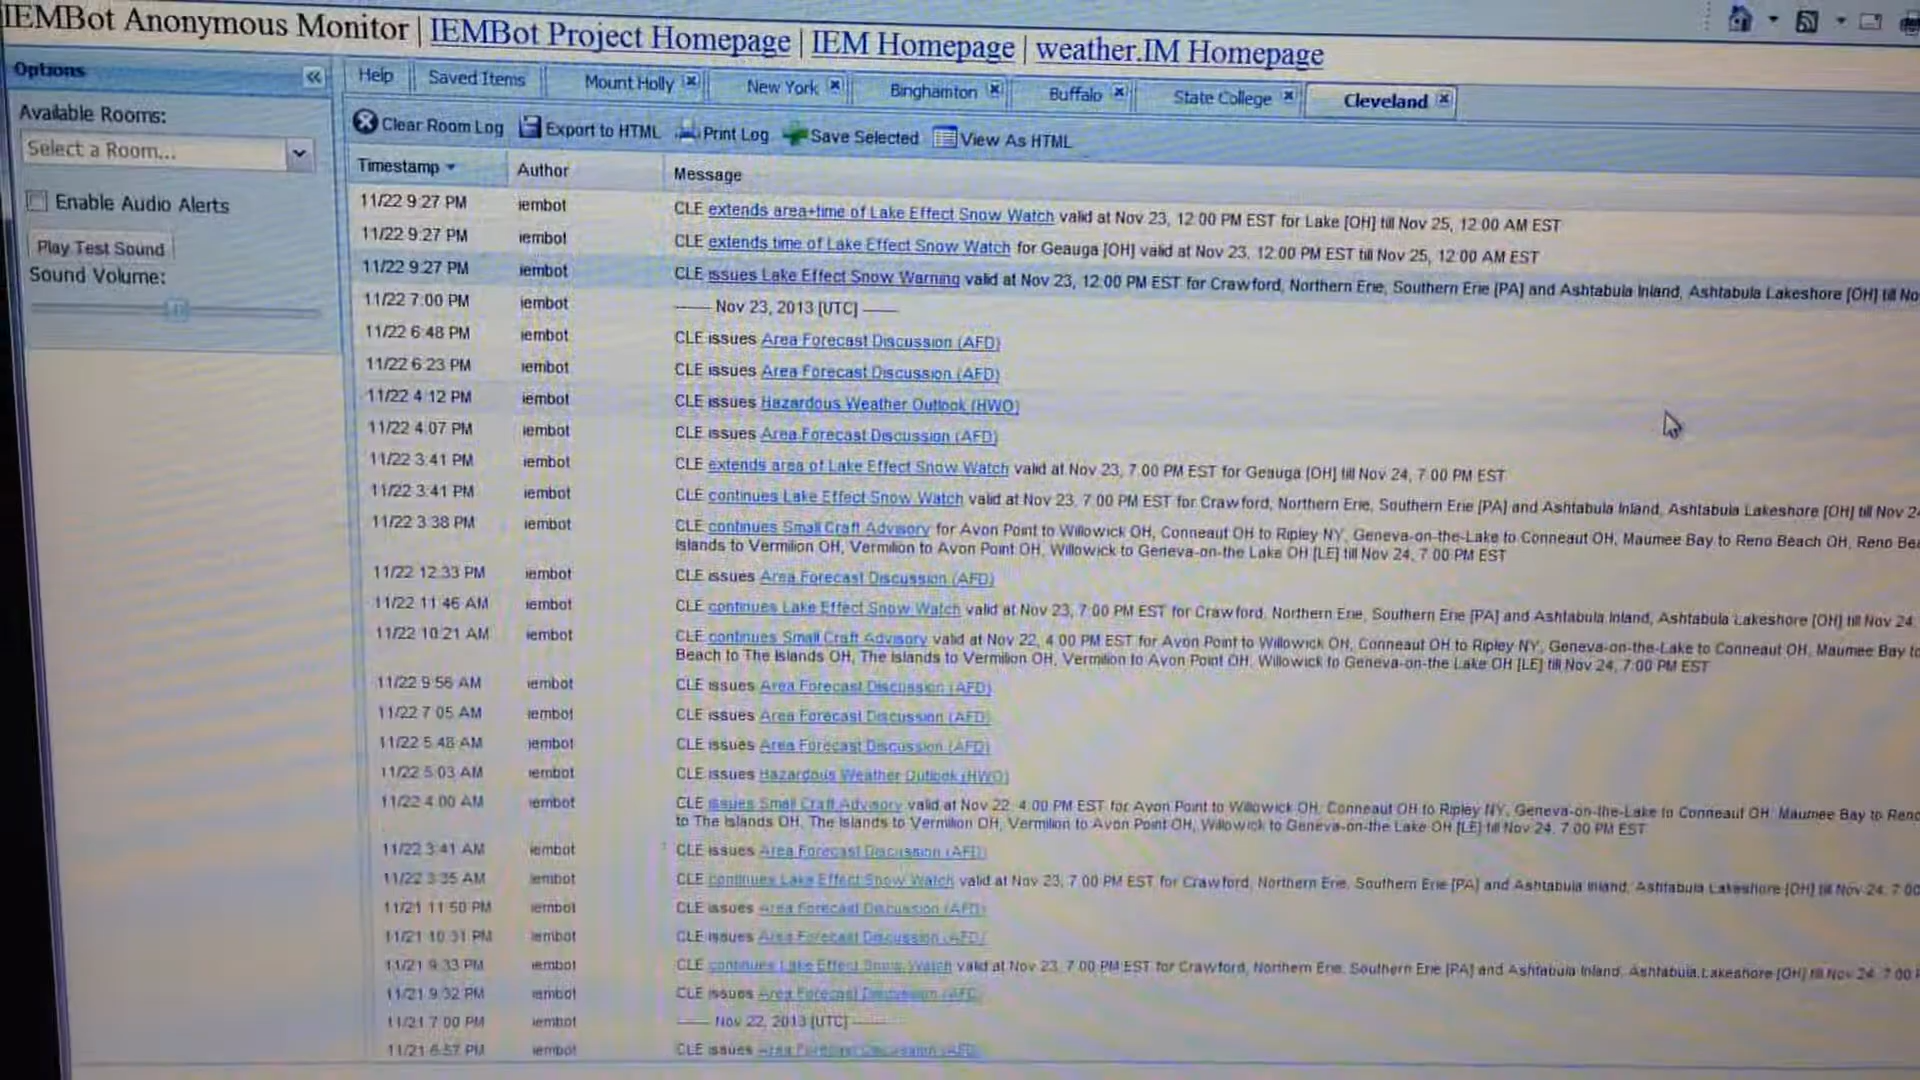 IEMBot Anonymous Monitor | IEMBot Project Homepage | IEM Homepage | weather.IM Homepage
Options
Available Rooms:
Select a Room...
Enable Audio Alerts
Play Test Sound
Sound Volume:
Help Saved Items Mount Holly New York Binghamton Buffalo State College Cleveland
Clear Room Log Export to HTML Print Log Save Selected View As HTML
Timestamp Author Message
11/22 9:27 PM iembot CLE extends area+time of Lake Effect Snow Watch valid at Nov 23, 12:00 PM EST for Lake [OH] till Nov 25, 12:00 AM EST
11/22 9:27 PM iembot CLE extends time of Lake Effect Snow Watch for Geauga [OH] valid at Nov 23, 12:00 PM EST till Nov 25, 12:00 AM EST
11/22 9:27 PM iembot CLE issues Lake Effect Snow Warning valid at Nov 23, 12:00 PM EST for Crawford, Northern Erie, Southern Erie [PA] and Ashtabula Inland, Ashtabula Lakeshore [OH] till No
11/22 7:00 PM iembot ------ Nov 23, 2013 [UTC] ------
11/22 6:48 PM iembot CLE issues Area Forecast Discussion (AFD)
11/22 6:23 PM iembot CLE issues Area Forecast Discussion (AFD)
11/22 4:12 PM iembot CLE issues Hazardous Weather Outlook (HWO)
11/22 4:07 PM iembot CLE issues Area Forecast Discussion (AFD)
11/22 3:41 PM iembot CLE extends area of Lake Effect Snow Watch valid at Nov 23, 7:00 PM EST for Geauga [OH] till Nov 24, 7:00 PM EST
11/22 3:41 PM iembot CLE continues Lake Effect Snow Watch valid at Nov 23, 7:00 PM EST for Crawford, Northern Erie, Southern Erie [PA] and Ashtabula Inland, Ashtabula Lakeshore [OH] till Nov 2
11/22 3:38 PM iembot CLE continues Small Craft Advisory for Avon Point to Willowick OH, Conneaut OH to Ripley NY, Geneva-on-the-Lake to Conneaut OH, Maumee Bay to Reno Beach OH, Reno Bea
Islands to Vermilion OH, Vermilion to Avon Point OH, Willowick to Geneva-on-the Lake OH [LE] till Nov 24, 7:00 PM EST
11/22 12:33 PM iembot CLE issues Area Forecast Discussion (AFD)
11/22 11:46 AM iembot CLE continues Lake Effect Snow Watch valid at Nov 23, 7:00 PM EST for Crawford, Northern Erie, Southern Erie [PA] and Ashtabula Inland, Ashtabula Lakeshore [OH] till Nov 24,
11/22 10:21 AM iembot CLE continues Small Craft Advisory valid at Nov 22, 4:00 PM EST for Avon Point to Willowick OH, Conneaut OH to Ripley NY, Geneva-on-the-Lake to Conneaut OH, Maumee Bay to
Beach to The Islands OH, The Islands to Vermilion OH, Vermilion to Avon Point OH, Willowick to Geneva-on-the Lake OH [LE] till Nov 24, 7:00 PM EST
11/22 9:56 AM iembot CLE issues Area Forecast Discussion (AFD)
11/22 7:05 AM iembot CLE issues Area Forecast Discussion (AFD)
11/22 5:48 AM iembot CLE issues Area Forecast Discussion (AFD)
11/22 5:03 AM iembot CLE issues Hazardous Weather Outlook (HWO)
11/22 4:00 AM iembot CLE issues Small Craft Advisory valid at Nov 22, 4:00 PM EST for Avon Point to Willowick OH, Conneaut OH to Ripley NY, Geneva-on-the-Lake to Conneaut OH, Maumee Bay to Reno
to The Islands OH, The Islands to Vermilion OH, Vermilion to Avon Point OH, Willowick to Geneva-on-the Lake OH [LE] till Nov 24, 7:00 PM EST
11/22 3:41 AM iembot CLE issues Area Forecast Discussion (AFD)
11/22 3:35 AM iembot CLE continues Lake Effect Snow Watch valid at Nov 23, 7:00 PM EST for Crawford, Northern Erie, Southern Erie [PA] and Ashtabula Inland, Ashtabula Lakeshore [OH] till Nov 24, 7:00
11/21 11:50 PM iembot CLE issues Area Forecast Discussion (AFD)
11/21 10:31 PM iembot CLE issues Area Forecast Discussion (AFD)
11/21 9:33 PM iembot CLE continues Lake Effect Snow Watch valid at Nov 23, 7:00 PM EST for Crawford, Northern Erie, Southern Erie [PA] and Ashtabula Inland, Ashtabula Lakeshore [OH] till Nov 24, 7:00
11/21 9:32 PM iembot CLE issues Area Forecast Discussion (AFD)
11/21 7:00 PM iembot ------ Nov 22, 2013 [UTC] ------
11/21 6:57 PM iembot CLE issues Area Forecast Discussion (AFD)